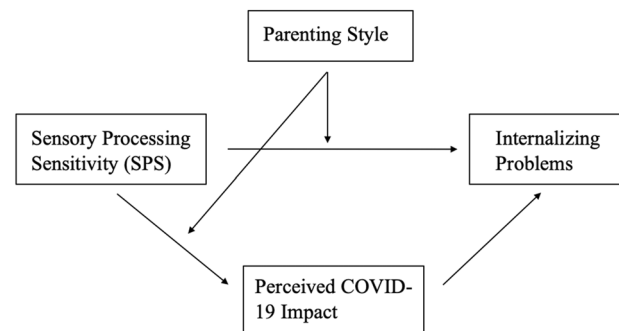 Parenting Style
Sensory Processing
Sensitivity (SPS)
Internalizing
Problems
Perceived COVID-
19 Impact